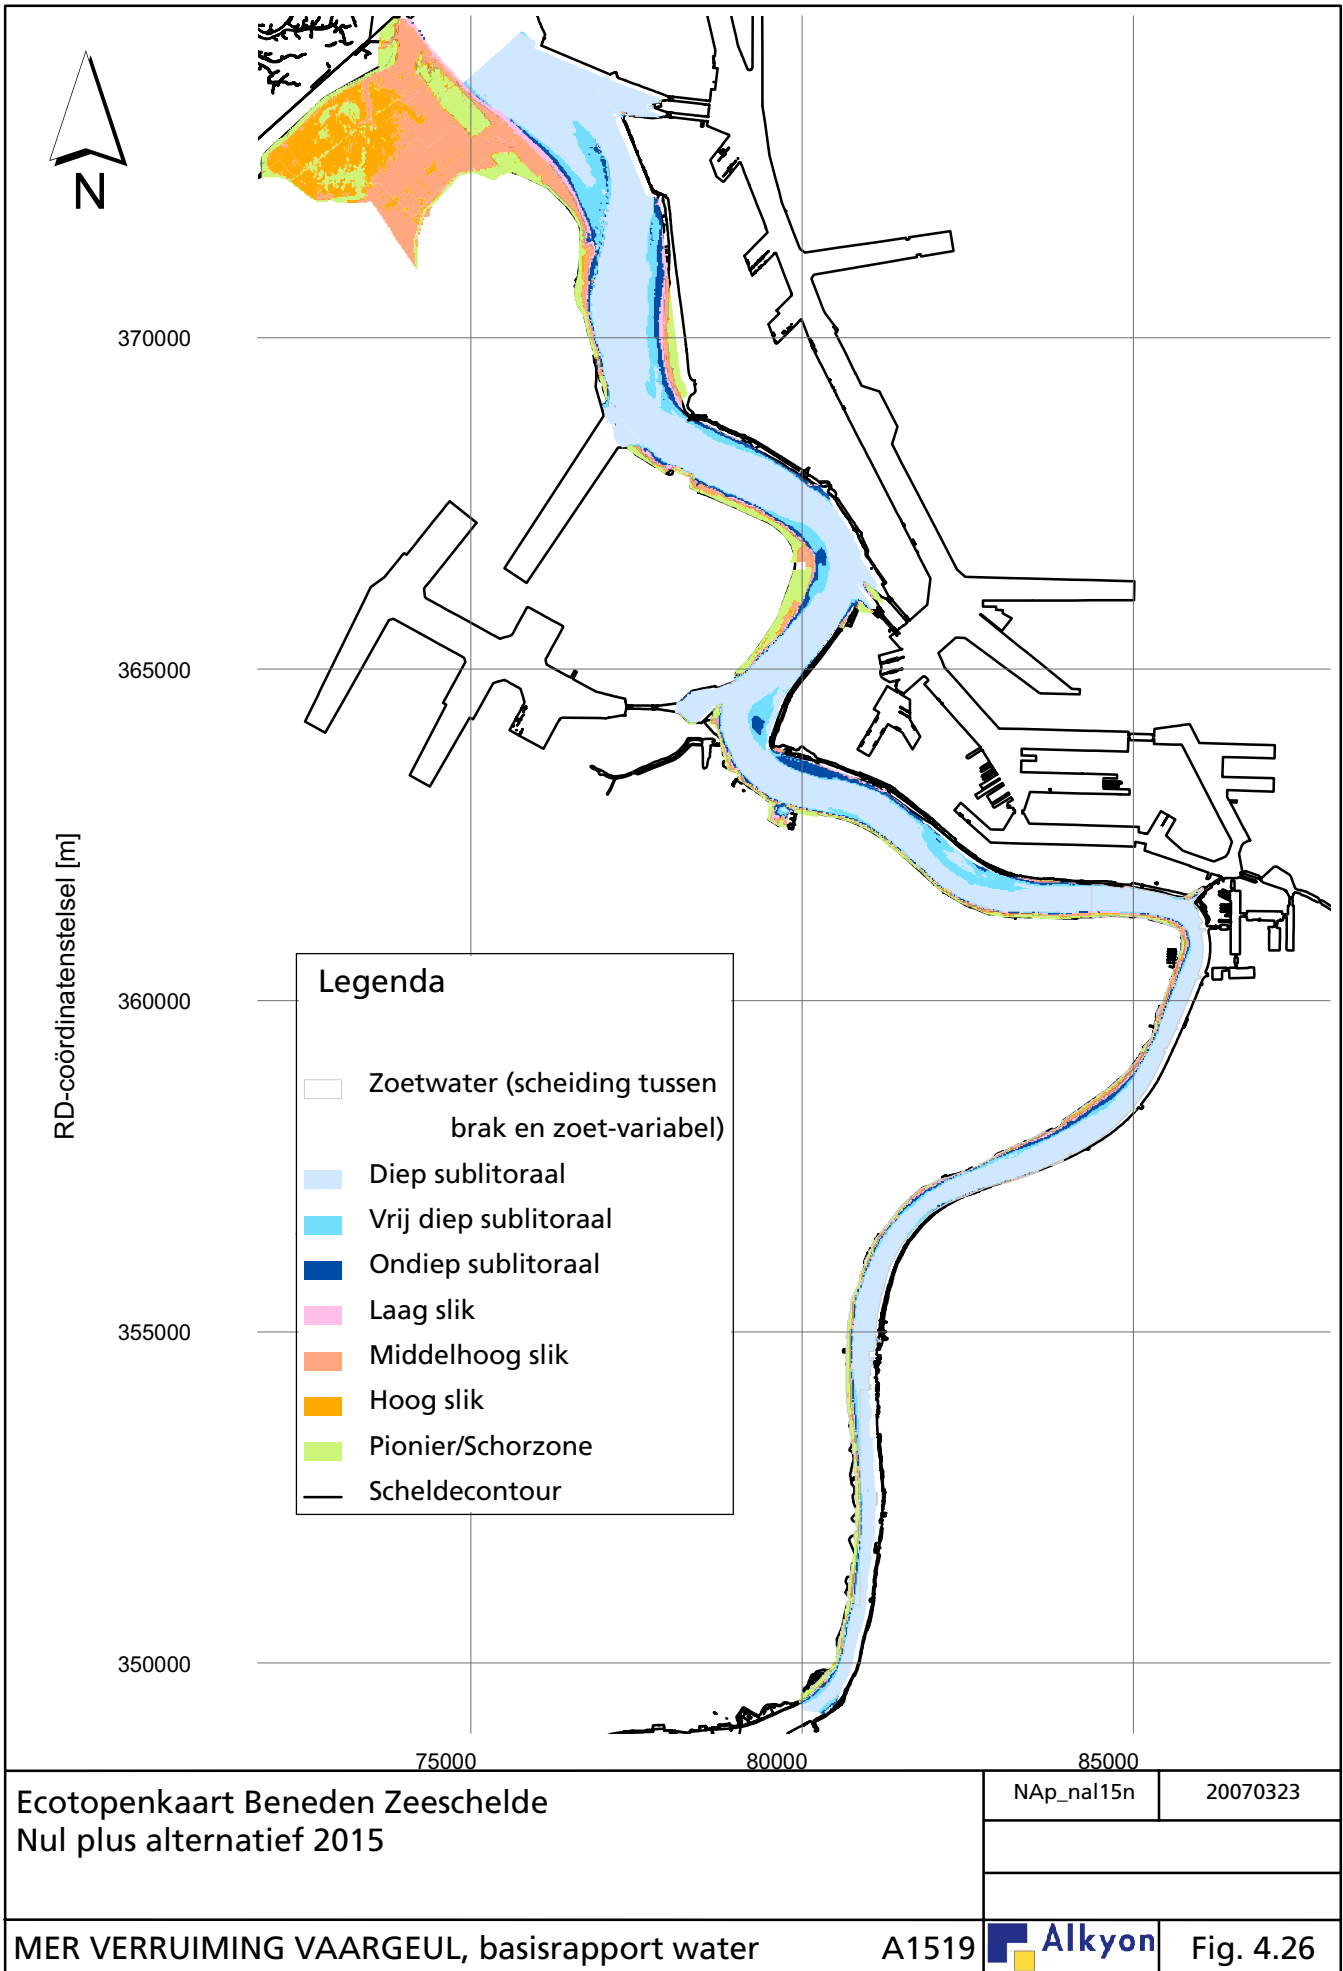 N
370000
365000
360000
355000
350000
RD-coördinatenstelsel [m]
Legenda
Zoetwater (scheiding tussen
brak en zoet-variabel)
Diep sublitoraal
Vrij diep sublitoraal
Ondiep sublitoraal
Laag slik
Middelhoog slik
Hoog slik
Pionier/Schorzone
Scheldecontour
75000 80000 85000
Ecotopenkaart Beneden Zeeschelde
Nul plus alternatief 2015
NAp_nal15n 20070323
MER VERRUIMING VAARGEUL, basisrapport water A1519 Alkyon Fig. 4.26